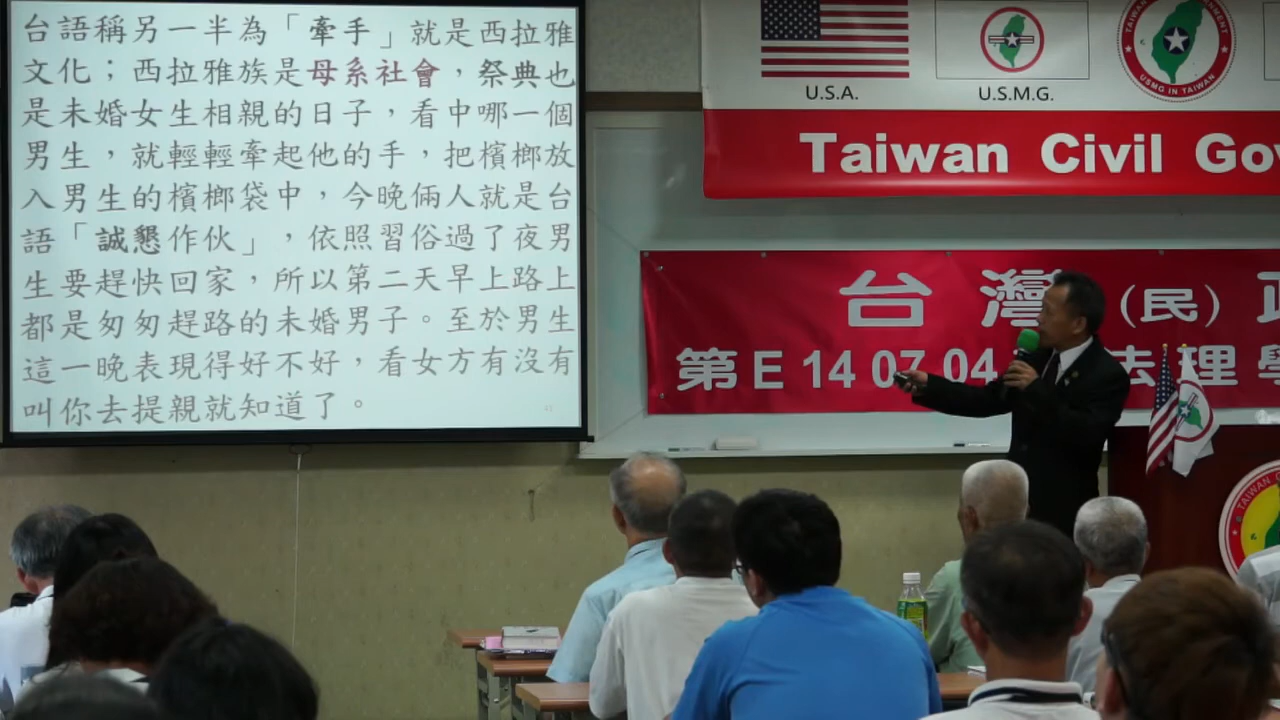 台語稱另一半為「牽手」就是西拉雅
文化；西拉雅族是母系社會，祭典也
是未婚女生相親的日子，看中哪一個
男生，就輕輕牽起他的手，把檳榔放
入男生的檳榔袋中，今晚倆人就是台
語「誠懇作伙」，依照習俗過了夜男
生要趕快回家，所以第二天早上路上
都是匆匆趕路的未婚男子。至於男生
這一晚表現得好不好，看女方有沒有
叫你去提親就知道了。
U.S.A.
U.S.M.G.
USMG IN TAIWAN
Taiwan Civil Go
台灣（民）政
第E 14 07 04
法理學
TAIWAN